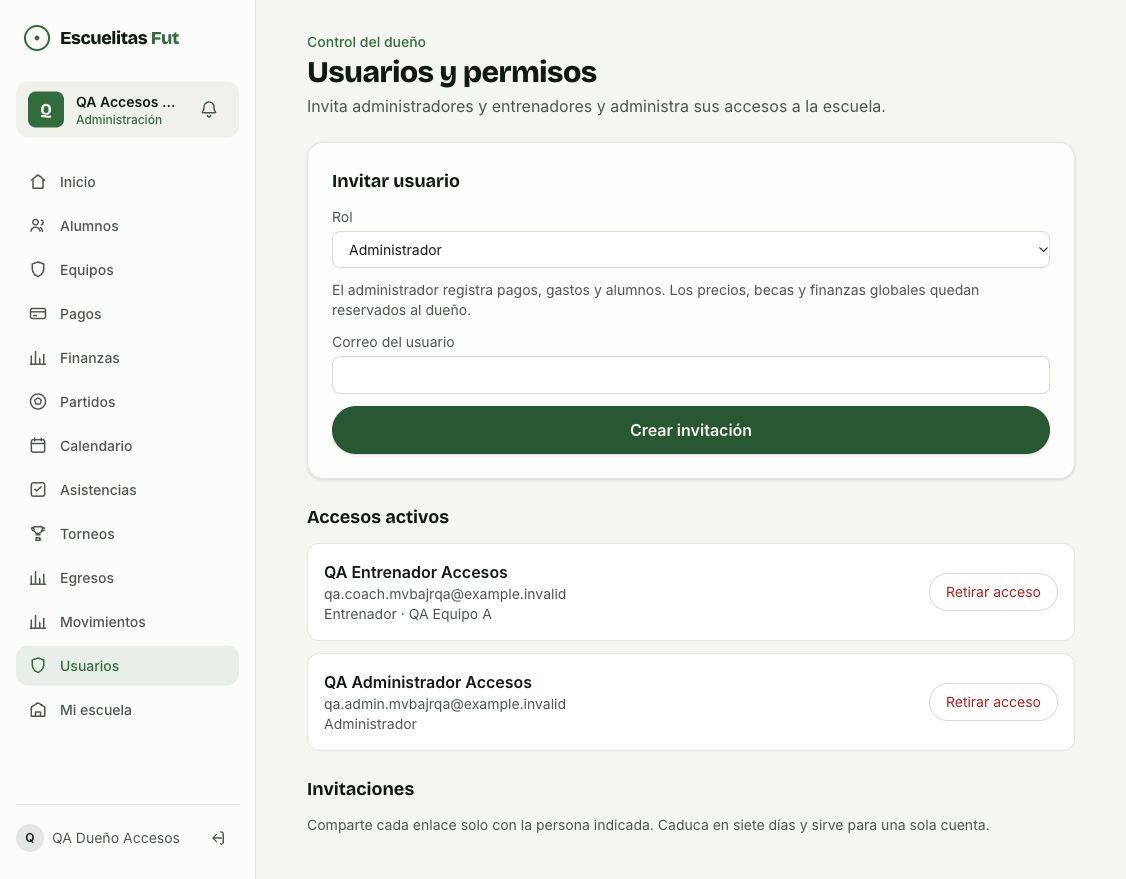 Escuelitas Fut
Q
QA Accesos ...
Administración
Inicio
Alumnos
Equipos
Pagos
Finanzas
Partidos
Calendario
Asistencias
Torneos
Egresos
Movimientos
Usuarios
Mi escuela
Q
QA Dueño Accesos
Control del dueño
Usuarios y permisos
Invita administradores y entrenadores y administra sus accesos a la escuela.
Invitar usuario
Rol
Administrador
El administrador registra pagos, gastos y alumnos. Los precios, becas y finanzas globales quedan
reservados al dueño.
Correo del usuario
Crear invitación
Accesos activos
QA Entrenador Accesos
qa.coach.mvbajrqa@example.invalid
Entrenador · QA Equipo A
Retirar acceso
QA Administrador Accesos
qa.admin.mvbajrqa@example.invalid
Administrador
Retirar acceso
Invitaciones
Comparte cada enlace solo con la persona indicada. Caduca en siete días y sirve para una sola cuenta.